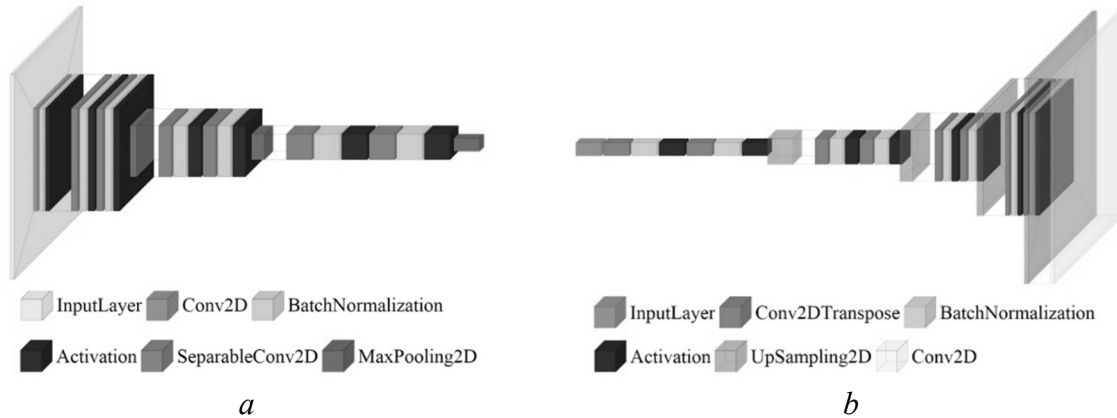 InputLayer Conv2D BatchNormalization
Activation SeparableConv2D MaxPooling2D
a
InputLayer Conv2DTranspose BatchNormalization
Activation UpSampling2D Conv2D
b